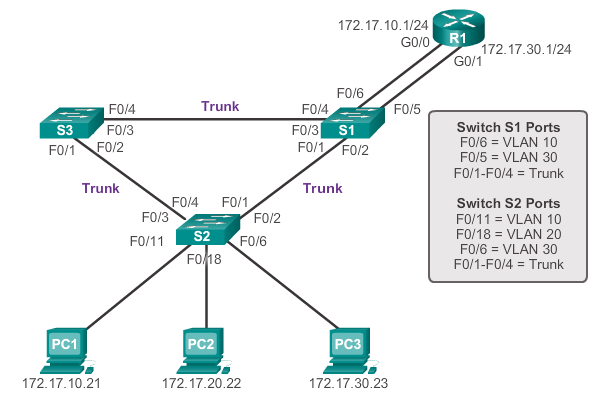 172.17.10.1/24
R1
G0/0
172.17.30.1/24
G0/1
F0/6
Trunk
F0/4
F0/4
F0/5
S3
F0/3
F0/3
S1
F0/1
F0/2
F0/1
F0/2
Switch S1 Ports
F0/6 = VLAN 10
F0/5 = VLAN 30
F0/1-F0/4 = Trunk
Switch S2 Ports
F0/11 = VLAN 10
F0/18 = VLAN 20
F0/6 = VLAN 30
F0/1-F0/4 = Trunk
Trunk
Trunk
F0/4
F0/1
F0/3
F0/2
S2
F0/11
F0/6
F0/18
PC1
PC2
PC3
172.17.10.21
172.17.20.22
172.17.30.23